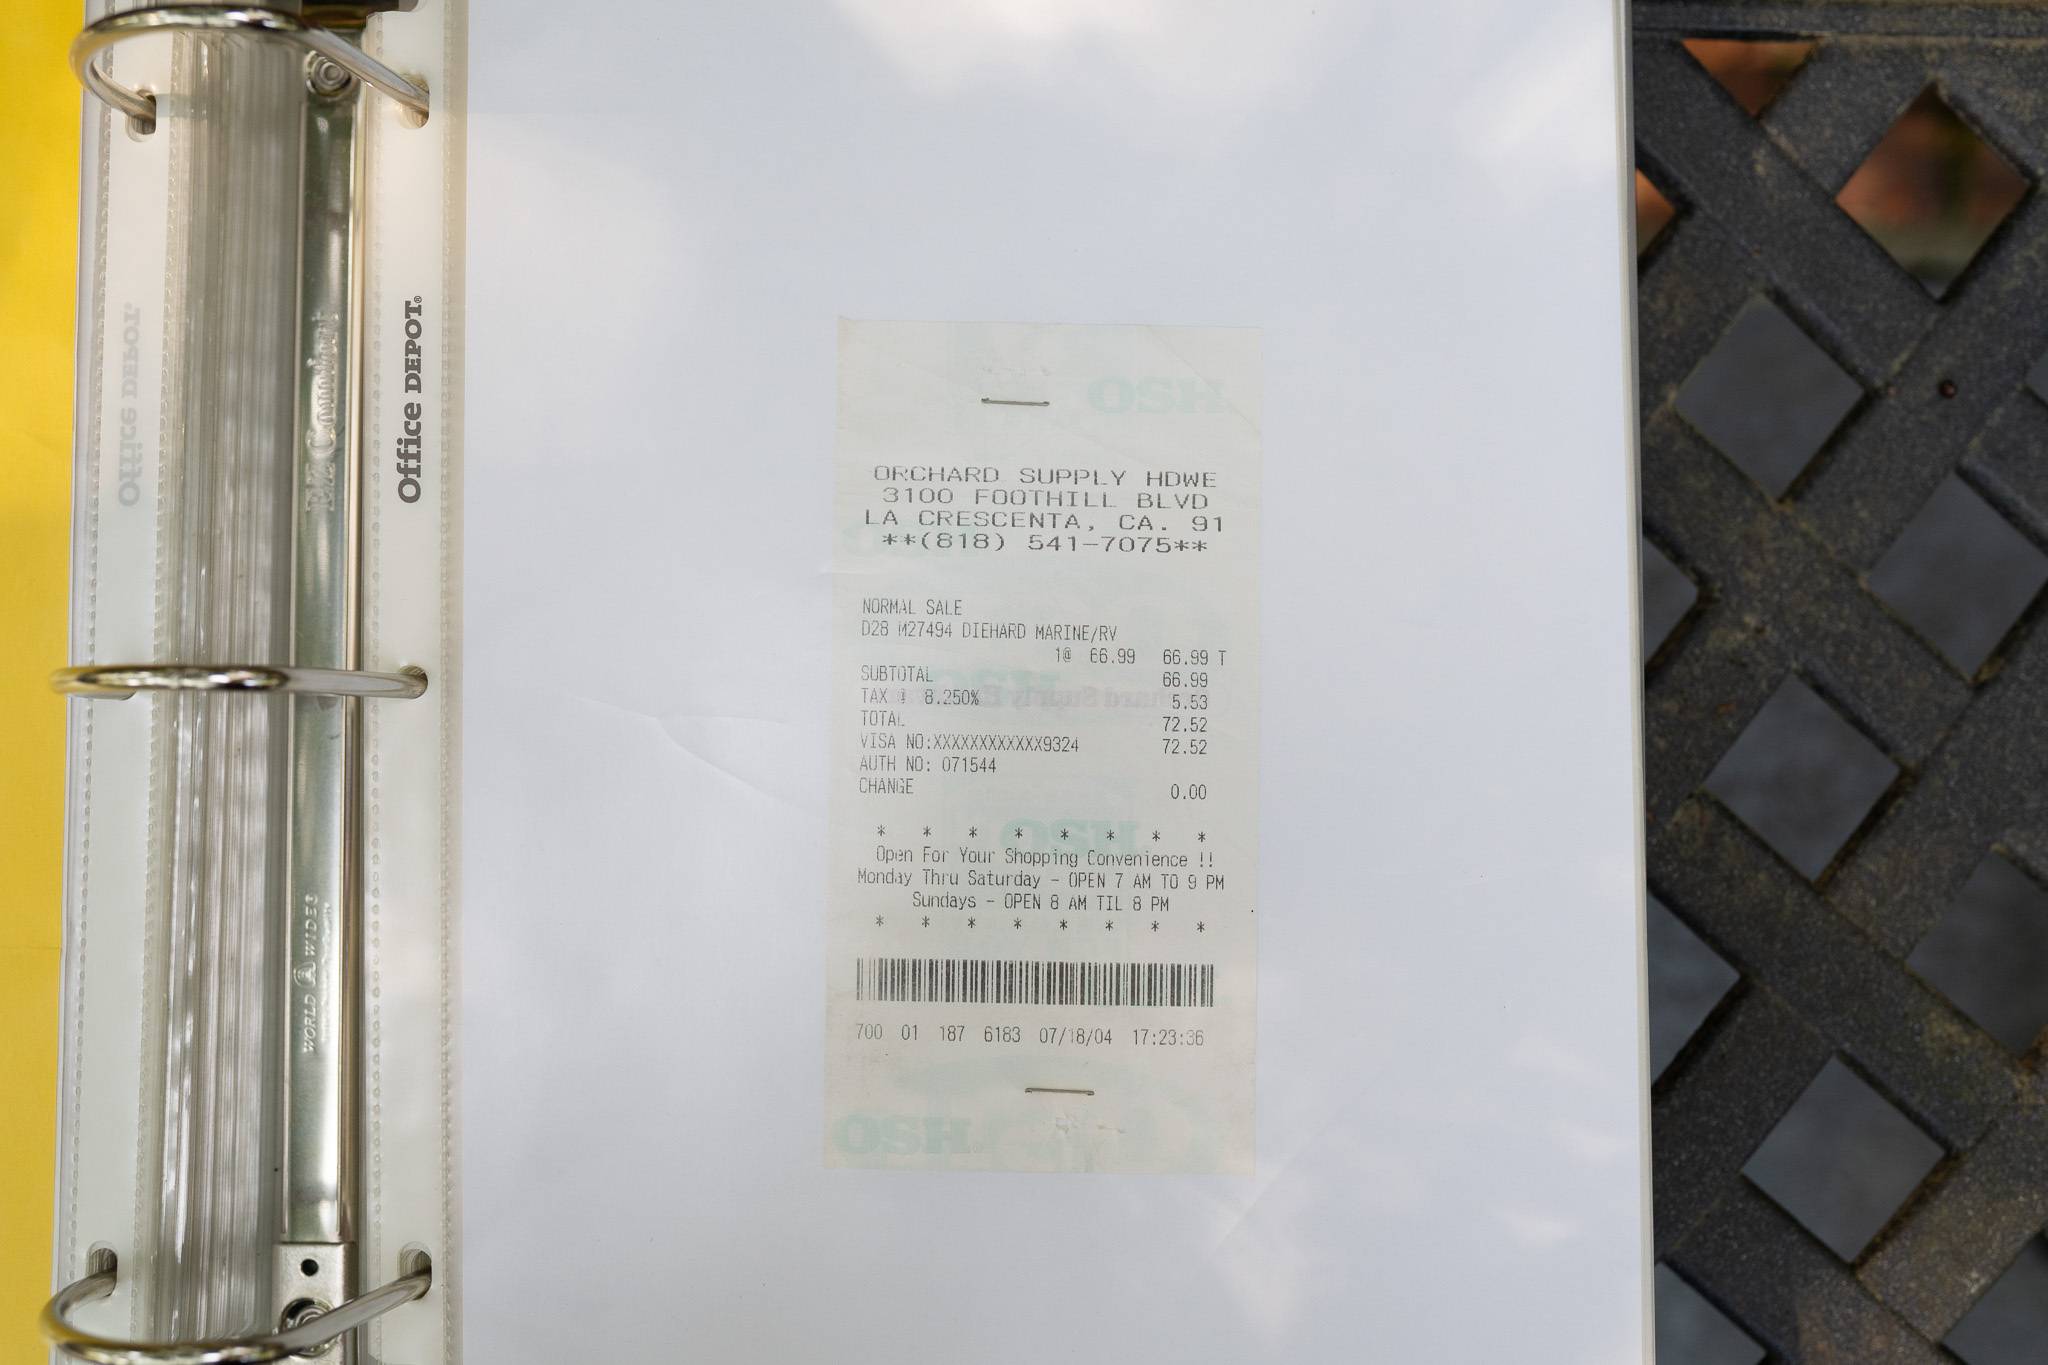 Office DEPOT®
EZ Comfort
WORLD WIDES
ORCHARD SUPPLY HDWE
3100 FOOTHILL BLVD
LA CRESCENTA, CA. 91
**(818) 541-7075**
NORMAL SALE
D28 M27494 DIEHARD MARINE/RV
1@ 66.99 66.99 T
SUBTOTAL 66.99
TAX @ 8.250% 5.53
TOTAL 72.52
VISA NO:XXXXXXXXXXXX9324 72.52
AUTH NO: 071544
CHANGE 0.00
* * * * * * * *
Open For Your Shopping Convenience !!
Monday Thru Saturday - OPEN 7 AM TO 9 PM
Sundays - OPEN 8 AM TIL 8 PM
* * * * * * * *
700 01 187 6183 07/18/04 17:23:36